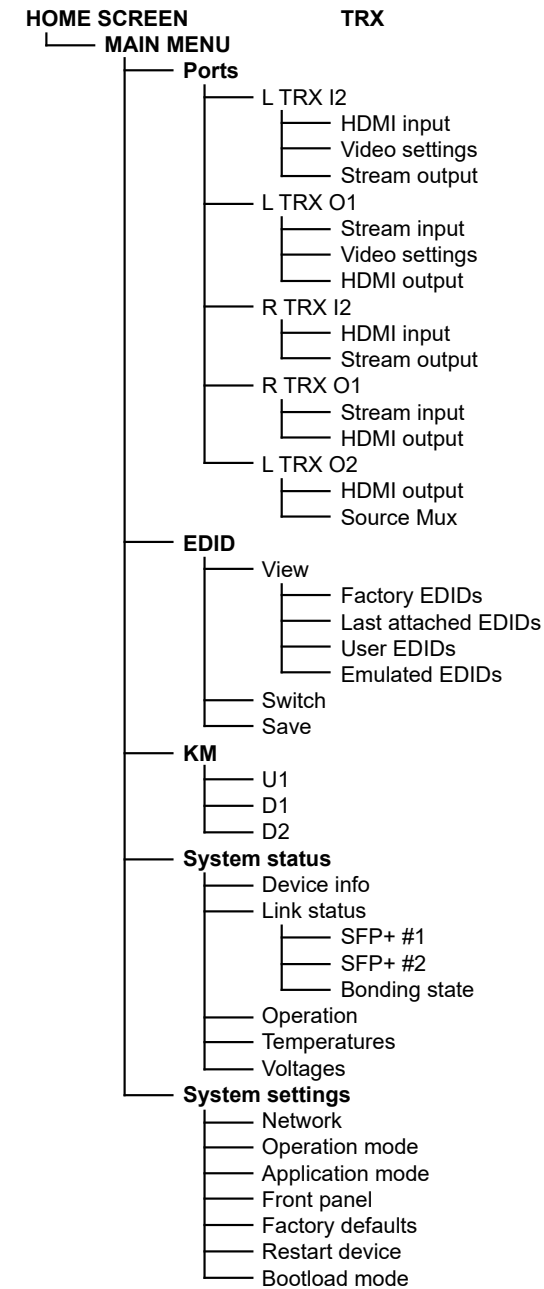 HOME SCREEN TRX
MAIN MENU
Ports
L TRX I2
HDMI input
Video settings
Stream output
L TRX O1
Stream input
Video settings
HDMI output
R TRX I2
HDMI input
Stream output
R TRX O1
Stream input
HDMI output
L TRX O2
HDMI output
Source Mux
EDID
View
Factory EDIDs
Last attached EDIDs
User EDIDs
Emulated EDIDs
Switch
Save
KM
U1
D1
D2
System status
Device info
Link status
SFP+ #1
SFP+ #2
Bonding state
Operation
Temperatures
Voltages
System settings
Network
Operation mode
Application mode
Front panel
Factory defaults
Restart device
Bootload mode